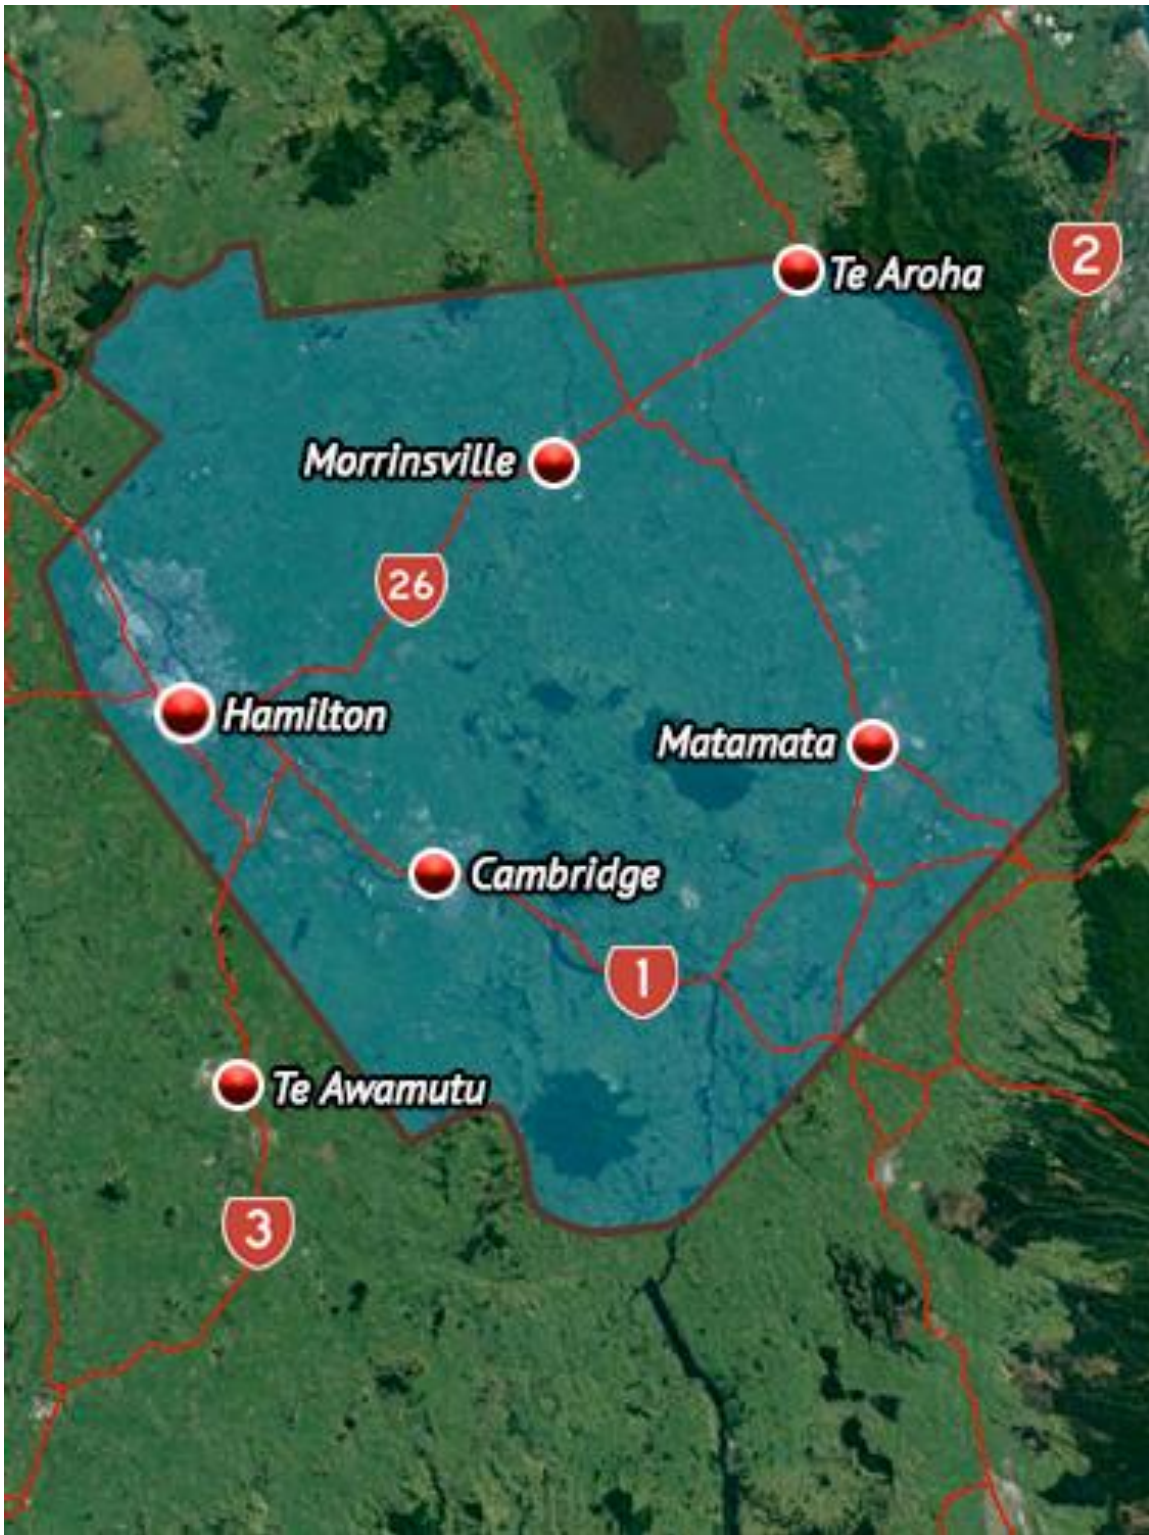 2
Te Aroha
Morrinsville
26
Hamilton
Matamata
Cambridge
1
Te Awamutu
3